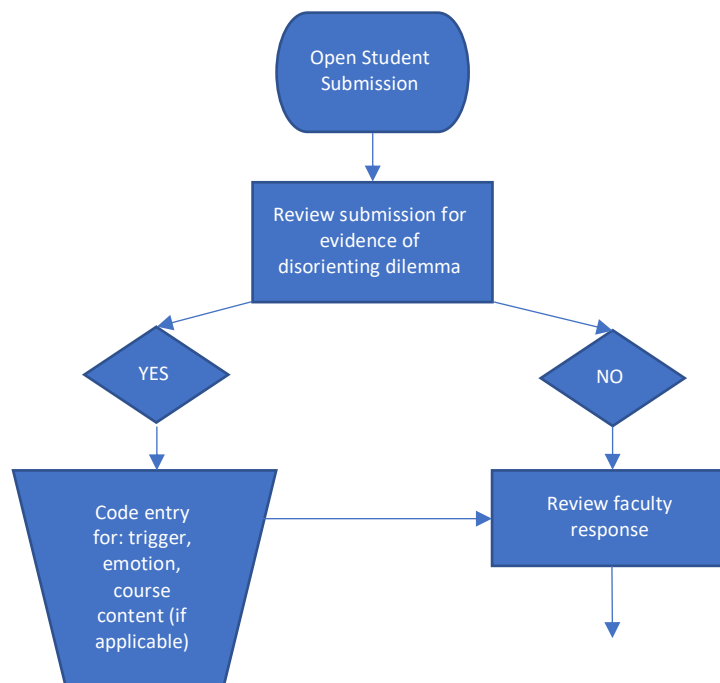 Open Student
Submission
Review submission for
evidence of
disorienting dilemma
YES
NO
Code entry
for: trigger,
emotion,
course
content (if
applicable)
Review faculty
response